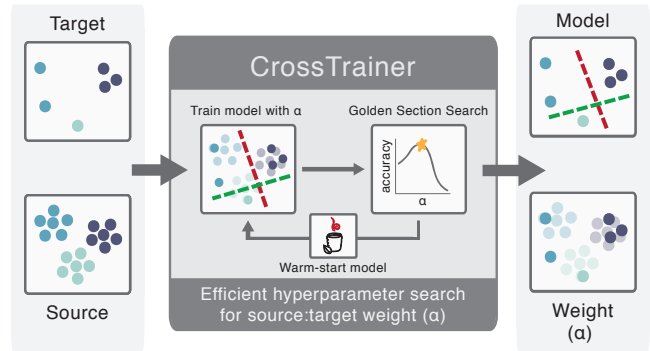 Target
Source
CrossTrainer
Train model with α
Golden Section Search
accuracy
α
Warm-start model
Efficient hyperparameter search
for source:target weight (α)
Model
Weight
(α)